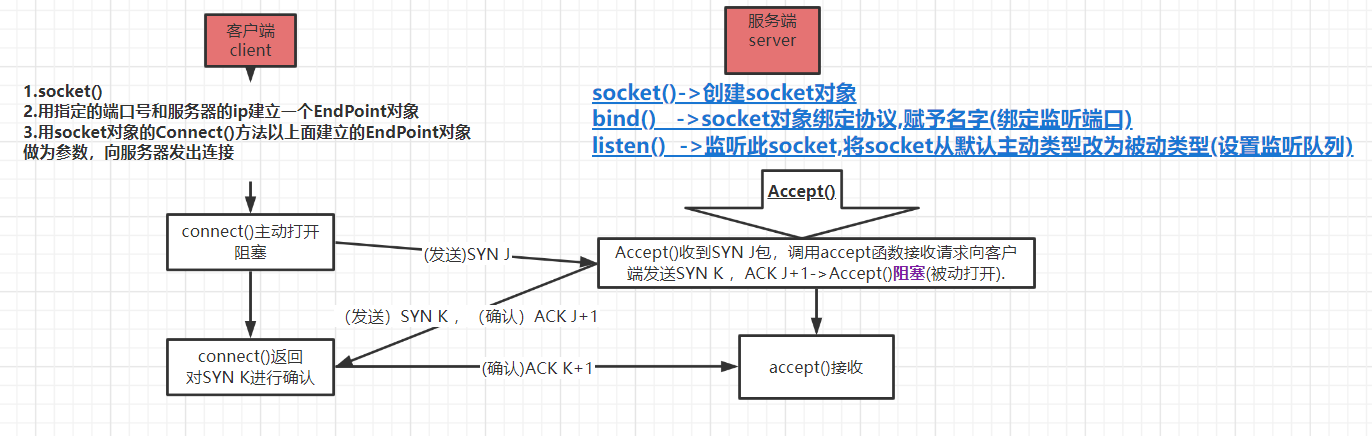 客户端
client
1.socket()
2.用指定的端口号和服务器的ip建立一个EndPoint对象
3.用socket对象的Connect()方法以上面建立的EndPoint对象
做为参数，向服务器发出连接
connect()主动打开
阻塞
connect()返回
对SYN K进行确认
(发送)SYN J
（发送）SYN K ，（确认）ACK J+1
(确认)ACK K+1
服务端
server
socket()->创建socket对象
bind() ->socket对象绑定协议,赋予名字(绑定监听端口)
listen() ->监听此socket,将socket从默认主动类型改为被动类型(设置监听队列)
Accept()
Accept()收到SYN J包，调用accept函数接收请求向客户
端发送SYN K ，ACK J+1->Accept()阻塞(被动打开).
accept()接收